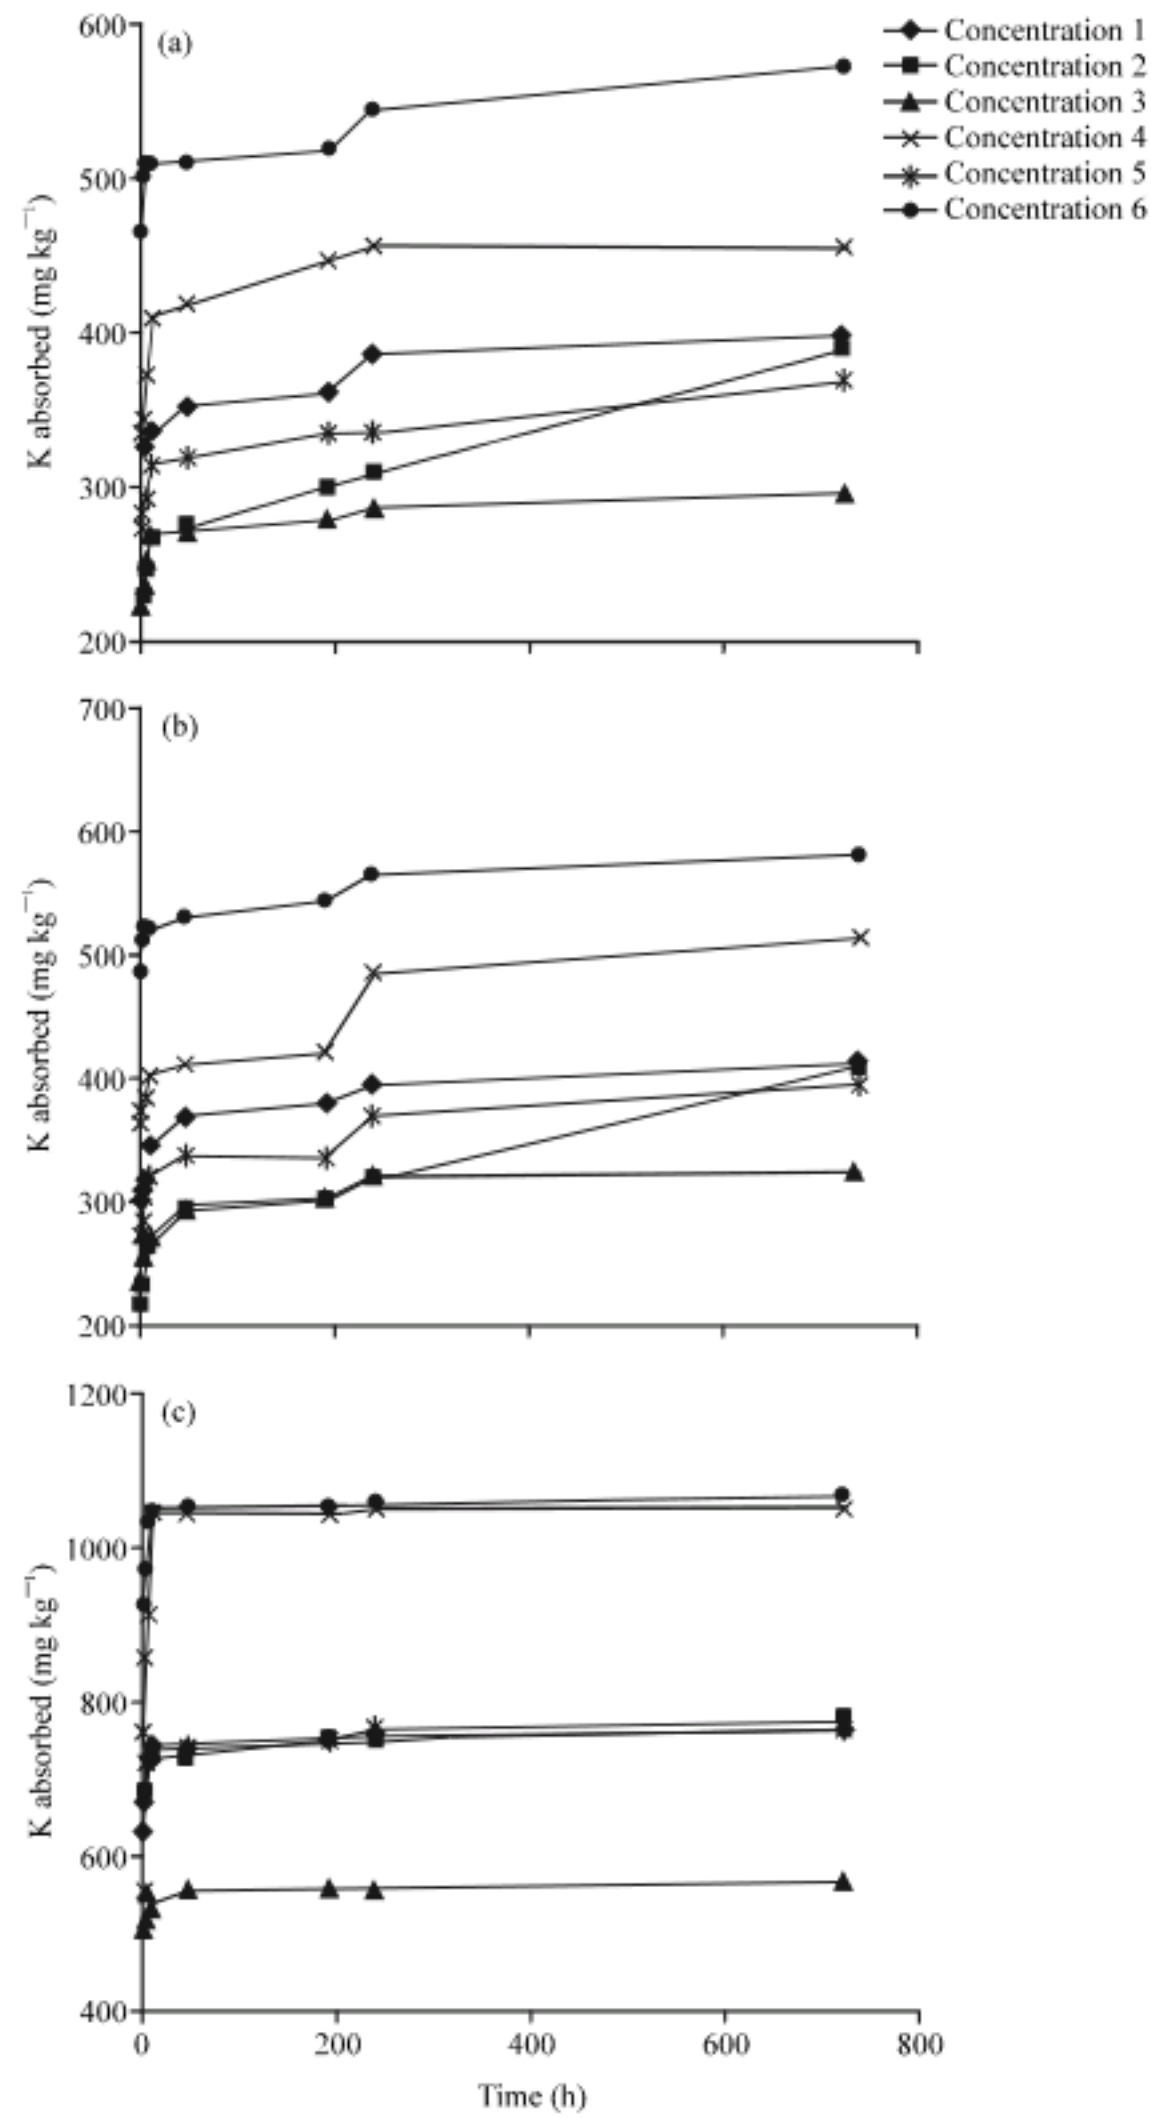 (a)
Concentration 1
Concentration 2
Concentration 3
Concentration 4
Concentration 5
Concentration 6
600
500
400
300
200
K absorbed (mg kg⁻¹)
(b)
700
600
500
400
300
200
K absorbed (mg kg⁻¹)
(c)
1200
1000
800
600
400
K absorbed (mg kg⁻¹)
0 200 400 600 800
Time (h)